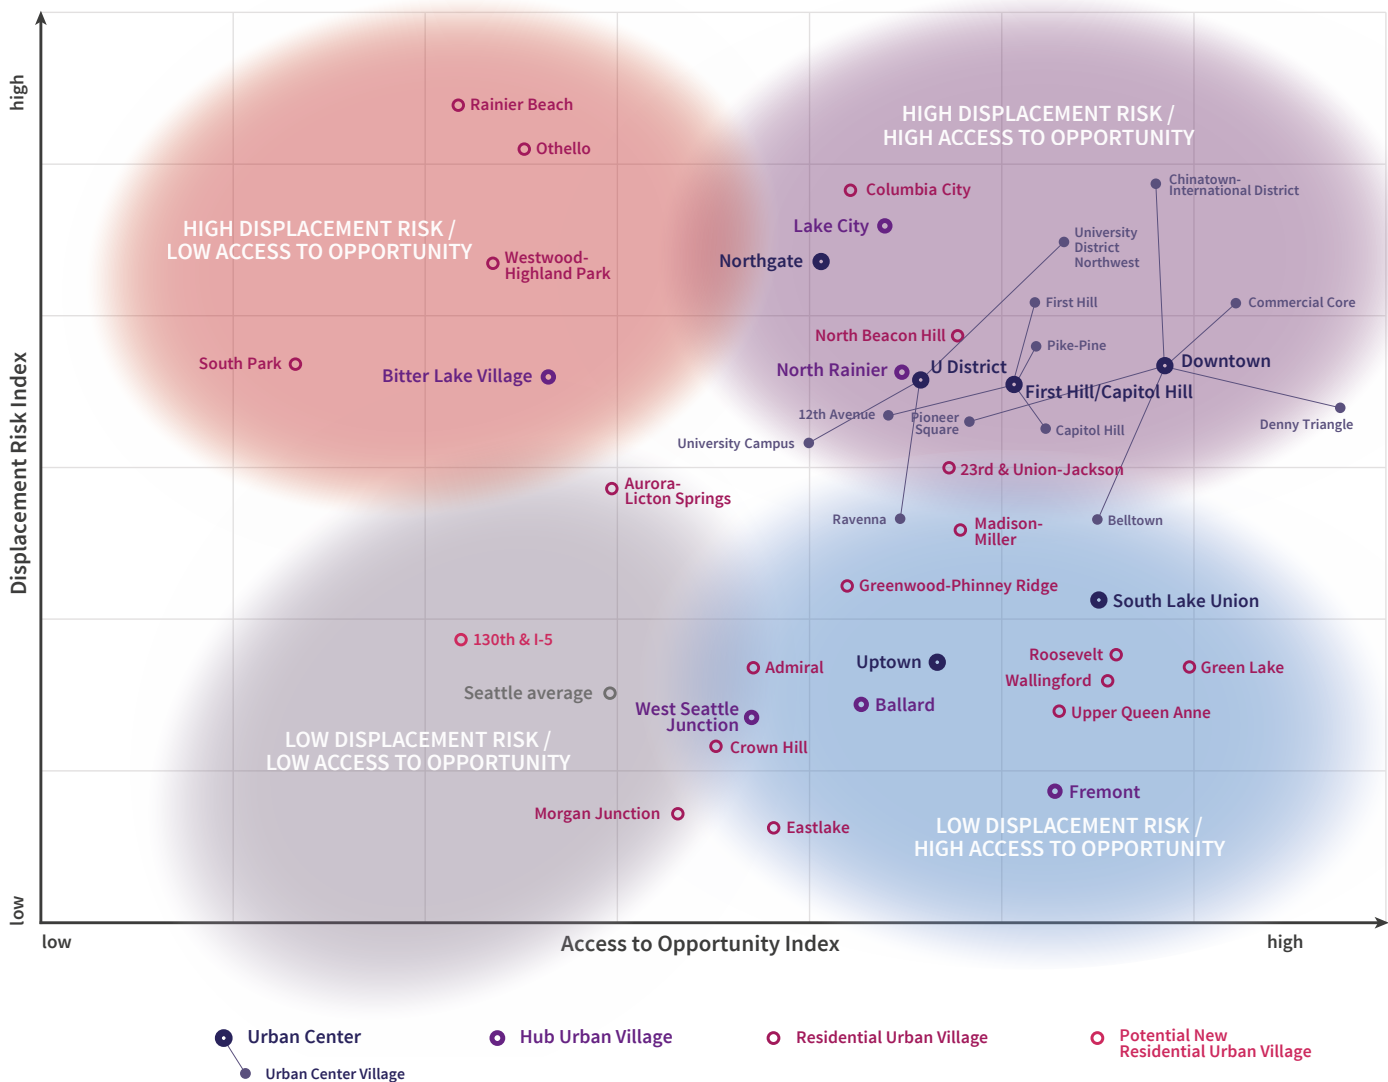 high
Rainier Beach
Othello
HIGH DISPLACEMENT RISK /
HIGH ACCESS TO OPPORTUNITY
Columbia City
Chinatown-
International District
Lake City
University
District
Northwest
Northgate
HIGH DISPLACEMENT RISK /
LOW ACCESS TO OPPORTUNITY
Westwood-
Highland Park
First Hill
Commercial Core
North Beacon Hill
Pike-Pine
South Park
Bitter Lake Village
North Rainier
U District
Downtown
First Hill/Capitol Hill
12th Avenue
Pioneer
Square
Capitol Hill
Denny Triangle
University Campus
23rd & Union-Jackson
Aurora-
Licton Springs
Ravenna
Madison-
Miller
Belltown
Displacement Risk Index
Greenwood-Phinney Ridge
South Lake Union
130th & I-5
Admiral
Uptown
Roosevelt
Green Lake
Wallingford
Seattle average
West Seattle
Junction
Ballard
Upper Queen Anne
Crown Hill
LOW DISPLACEMENT RISK /
LOW ACCESS TO OPPORTUNITY
Fremont
Morgan Junction
Eastlake
LOW DISPLACEMENT RISK /
HIGH ACCESS TO OPPORTUNITY
low
low
Access to Opportunity Index
high
Urban Center
Urban Center Village
Hub Urban Village
Residential Urban Village
Potential New
Residential Urban Village